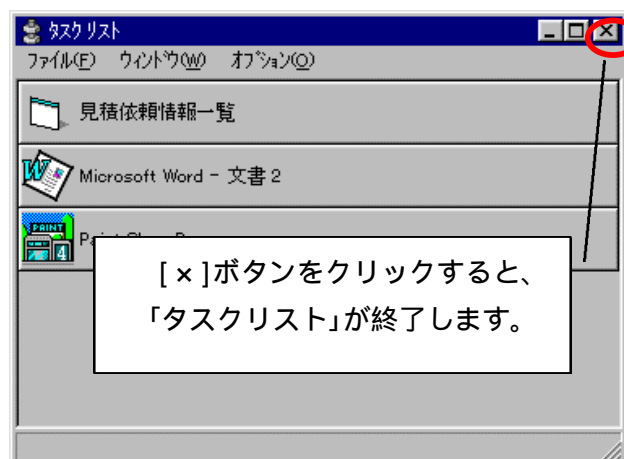 タスクリスト
ファイル(F) ウィンドウ(W) オプション(O)
見積依頼情報一覧
Microsoft Word - 文書 2
PAINT
4
[×]ボタンをクリックすると、
「タスクリスト」が終了します。